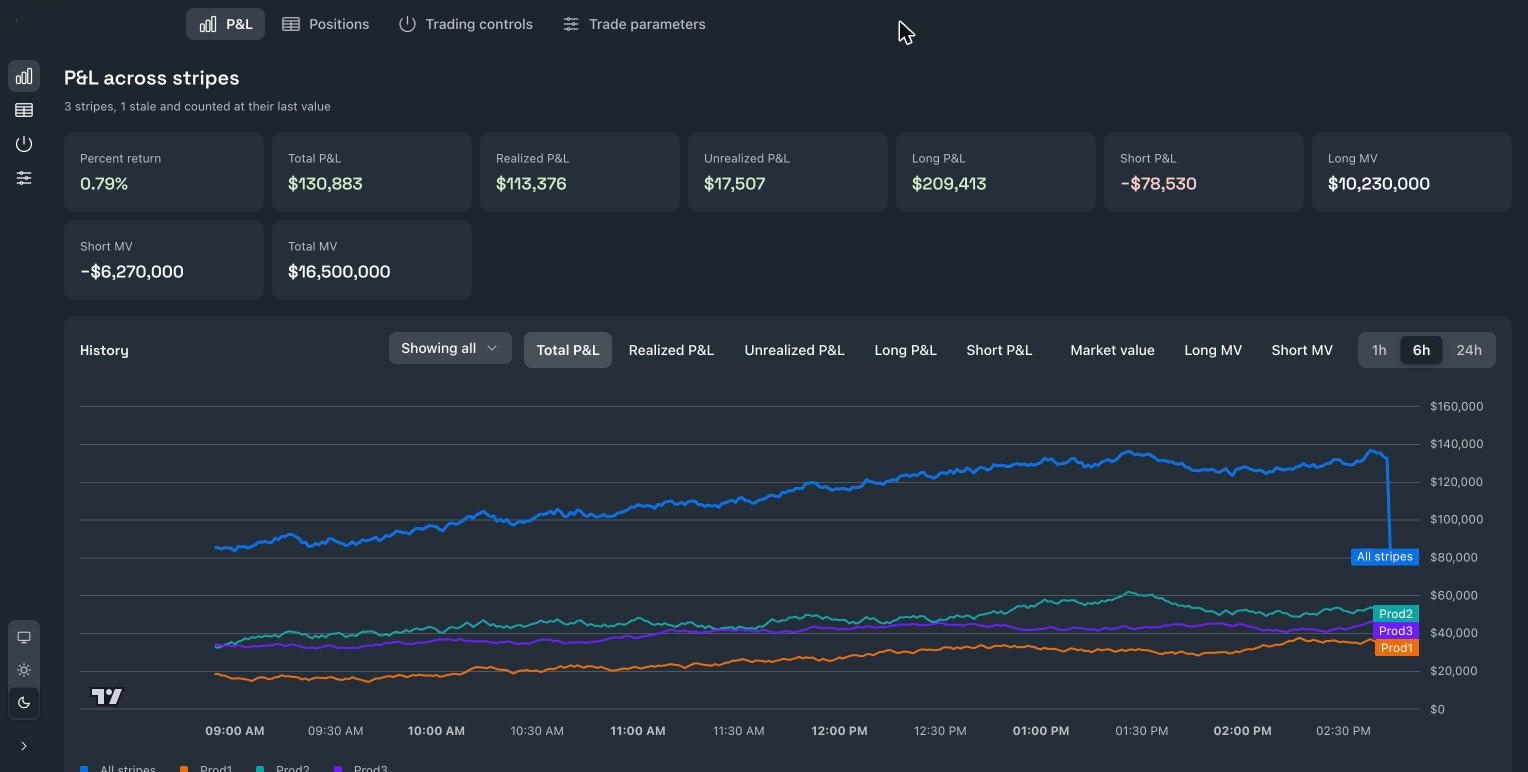 P&L Positions Trading controls Trade parameters
P&L across stripes
3 stripes, 1 stale and counted at their last value
Percent return
0.79%
Total P&L
$130,883
Realized P&L
$113,376
Unrealized P&L
$17,507
Long P&L
$209,413
Short P&L
-$78,530
Long MV
$10,230,000
Short MV
-$6,270,000
Total MV
$16,500,000
History
Showing all
Total P&L Realized P&L Unrealized P&L Long P&L Short P&L Market value Long MV Short MV
1h 6h 24h
$160,000
$140,000
$120,000
$100,000
All stripes $80,000
$60,000
Prod2
Prod3 $40,000
Prod1
$20,000
$0
09:00 AM 09:30 AM 10:00 AM 10:30 AM 11:00 AM 11:30 AM 12:00 PM 12:30 PM 01:00 PM 01:30 PM 02:00 PM 02:30 PM
All stripes Prod1 Prod2 Prod3